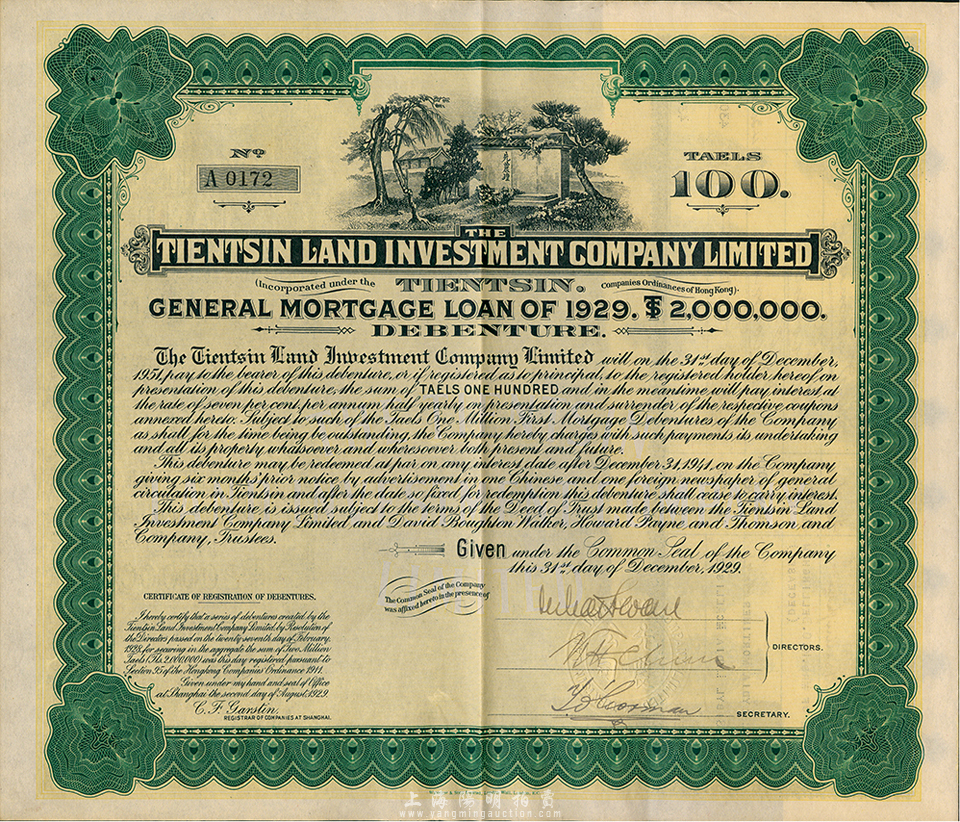 No
A 0172
TAELS
100.
THE
TIENTSIN LAND INVESTMENT COMPANY LIMITED
(Incorporated under the TIENTSIN. Companies Ordinances of Hong Kong).
GENERAL MORTGAGE LOAN OF 1929. T$ 2,000,000.
DEBENTURE.
The Tientsin Land Investment Company Limited will on the 31st day of December,
1951, pay to the bearer of this debenture, or if registered as to principal, to the registered holder hereof, on
presentation of this debenture, the sum of TAELS ONE HUNDRED and in the meantime will pay interest at
the rate of seven per cent. per annum half yearly on presentation and surrender of the respective coupons
annexed hereto. Subject to such of the Taels One Million First Mortgage Debentures of the Company
as shall for the time being be outstanding, the Company hereby charges with such payments its undertaking
and all its property whatsoever and wheresoever both present and future.
This debenture may be redeemed at par on any interest date after December 31, 1941, on the Company
giving six months prior notice by advertisement in one Chinese and one foreign newspaper of general
circulation in Tientsin and after the date so fixed for redemption this debenture shall cease to carry interest.
This debenture is issued subject to the terms of the Deed of Trust made between the Tientsin Land
Investment Company Limited and David Boughton Walker, Howard Payne, and Thomson and
Company, Trustees.
Given under the Common Seal of the Company
this 31st day of December, 1929.
The Common Seal of the Company
was affixed hereto in the presence of
CERTIFICATE OF REGISTRATION OF DEBENTURES.
I hereby certify that a series of debentures created by the
Tientsin Land Investment Company Limited, by Resolution of
the Directors passed on the twenty seventh day of February,
1928, for securing in the aggregate the sum of Two Million
Taels (Tls. 2,000,000) was this day registered pursuant to
Section 95 of the Hongkong Companies Ordinance 1911.
Given under my hand and seal of Office
at Shanghai the second day of August, 1929.
C. F. Garstin,
REGISTRAR OF COMPANIES AT SHANGHAI.
DIRECTORS.
SECRETARY.
上海陽明拍賣
www.yangmingauction.com